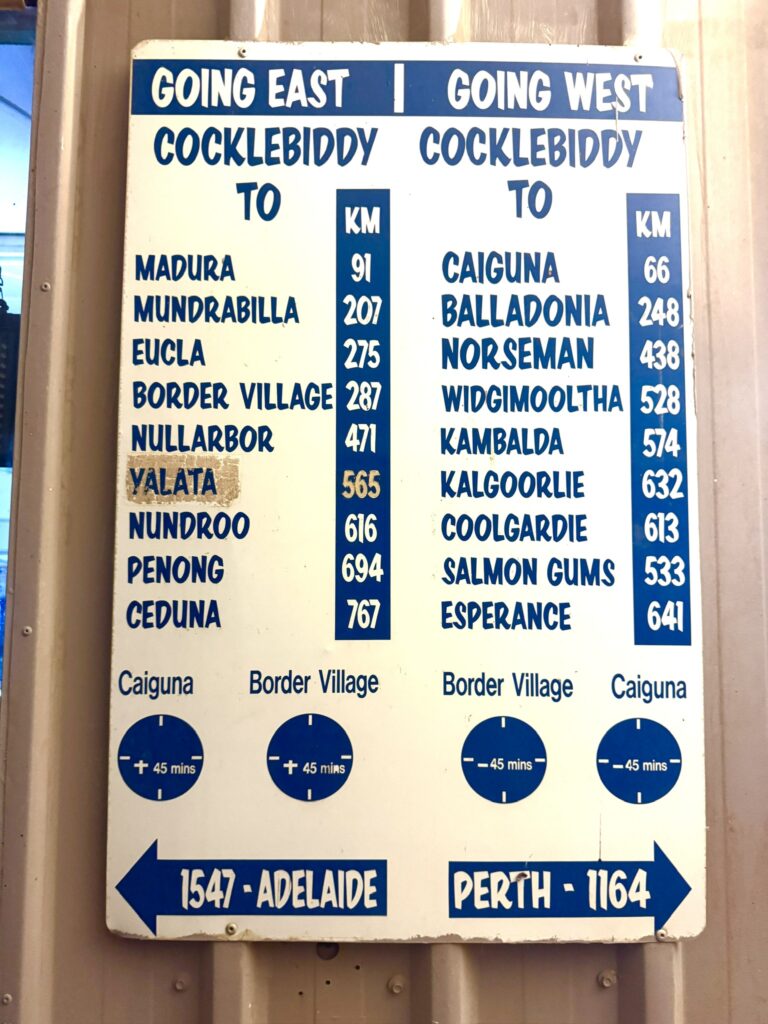 GOING EAST | GOING WEST
COCKLEBIDDY
TO
KM
MADURA 91
MUNDRABILLA 207
EUCLA 275
BORDER VILLAGE 287
NULLARBOR 471
YALATA 565
NUNDROO 616
PENONG 694
CEDUNA 767
COCKLEBIDDY
TO
KM
CAIGUNA 66
BALLADONIA 248
NORSEMAN 438
WIDGIMOOLTHA 528
KAMBALDA 574
KALGOORLIE 632
COOLGARDIE 613
SALMON GUMS 533
ESPERANCE 641
Caiguna Border Village Border Village Caiguna
+ 45 mins + 45 mins - 45 mins - 45 mins
1547 - ADELAIDE PERTH - 1164